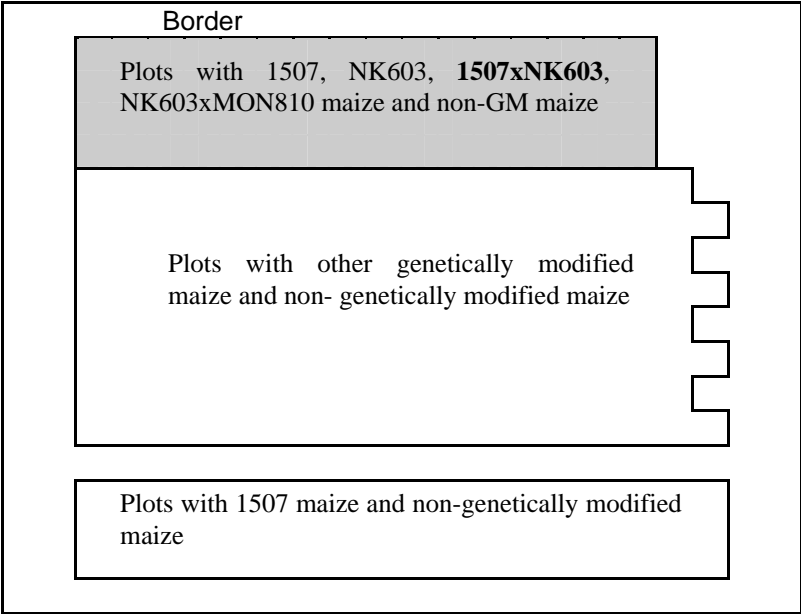 Border
Plots with 1507, NK603, 1507xNK603,
NK603xMON810 maize and non-GM maize
Plots with other genetically modified
maize and non- genetically modified maize
Plots with 1507 maize and non-genetically modified
maize